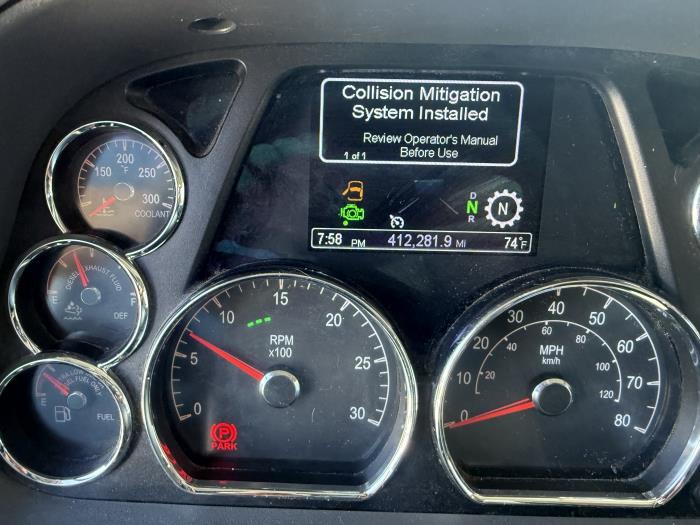 Collision Mitigation
System Installed
Review Operator's Manual
1 of 1 Before Use
D
N
R
N
7:58 PM 412,281.9 Mi 74°F
150 200 250 300
°F
COOLANT
DIESEL EXHAUST FLUID
E F
DEF
FUEL ONLY
E
FUEL
0 5 10 15 20 25 30
RPM
x100
P
PARK
0 10 20 30 40 50 60 70 80
20 40 60 80 100 120
MPH
km/h